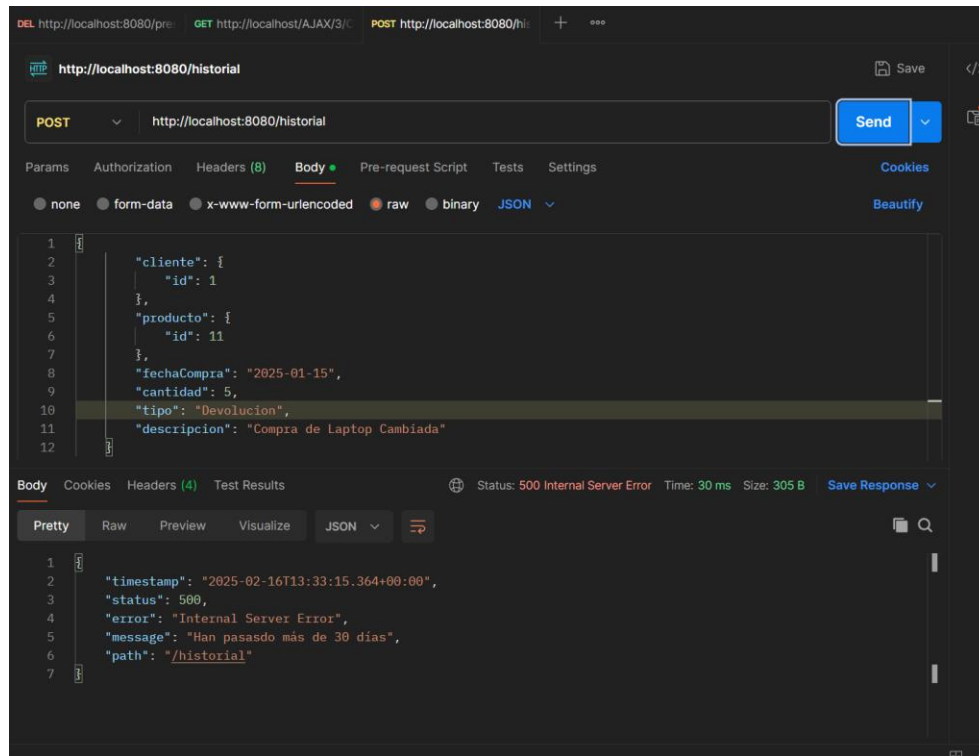 DEL http://localhost:8080/pre GET http://localhost/AJAX/3/ POST http://localhost:8080/his
HTTP http://localhost:8080/historial Save
POST http://localhost:8080/historial Send
Params Authorization Headers (8) Body Pre-request Script Tests Settings Cookies
none form-data x-www-form-urlencoded raw binary JSON Beautify
1 {
2 "cliente": {
3 "id": 1
4 },
5 "producto": {
6 "id": 11
7 },
8 "fechaCompra": "2025-01-15",
9 "cantidad": 5,
10 "tipo": "Devolucion",
11 "descripcion": "Compra de Laptop Cambiada"
12 }
Body Cookies Headers (4) Test Results Status: 500 Internal Server Error Time: 30 ms Size: 305 B Save Response
Pretty Raw Preview Visualize JSON
1 {
2 "timestamp": "2025-02-16T13:33:15.364+00:00",
3 "status": 500,
4 "error": "Internal Server Error",
5 "message": "Han pasasdo más de 30 días",
6 "path": "/historial"
7 }